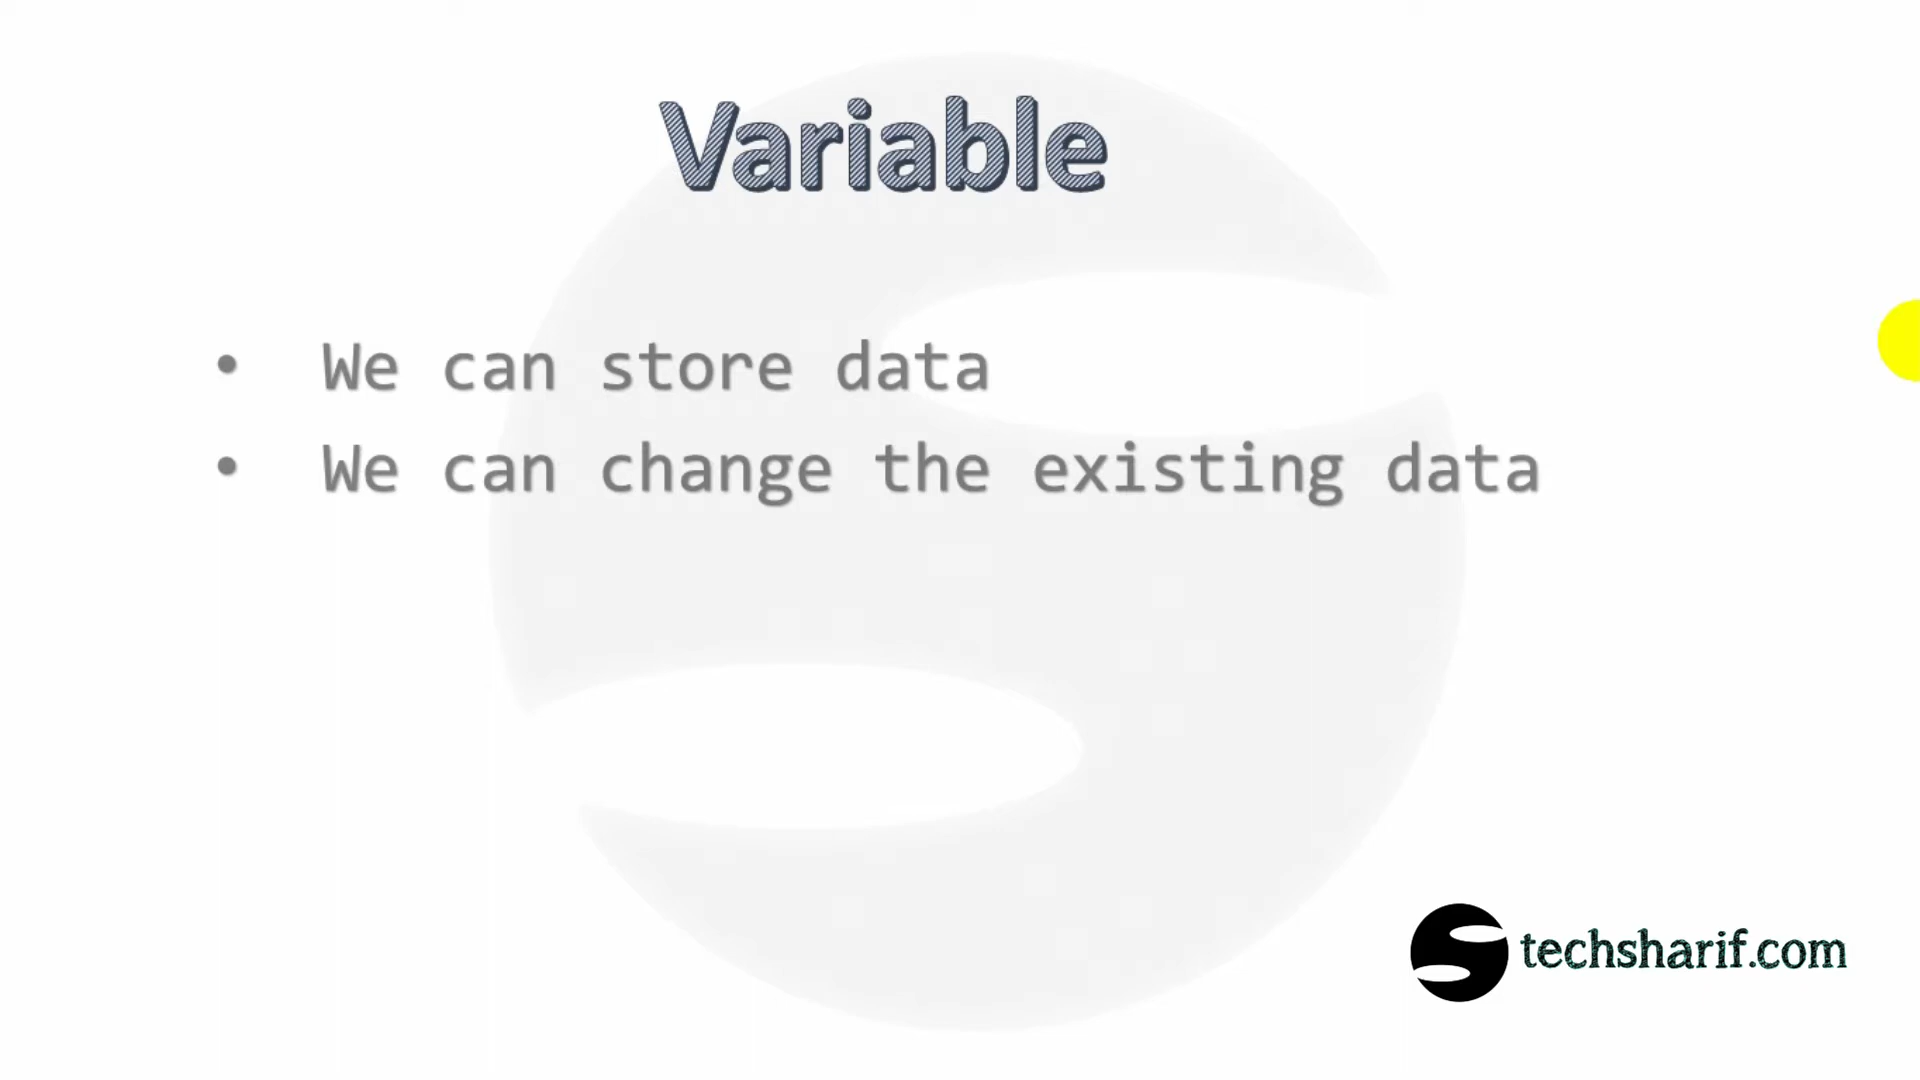 Variable
• We can store data
• We can change the existing data
techsharif.com